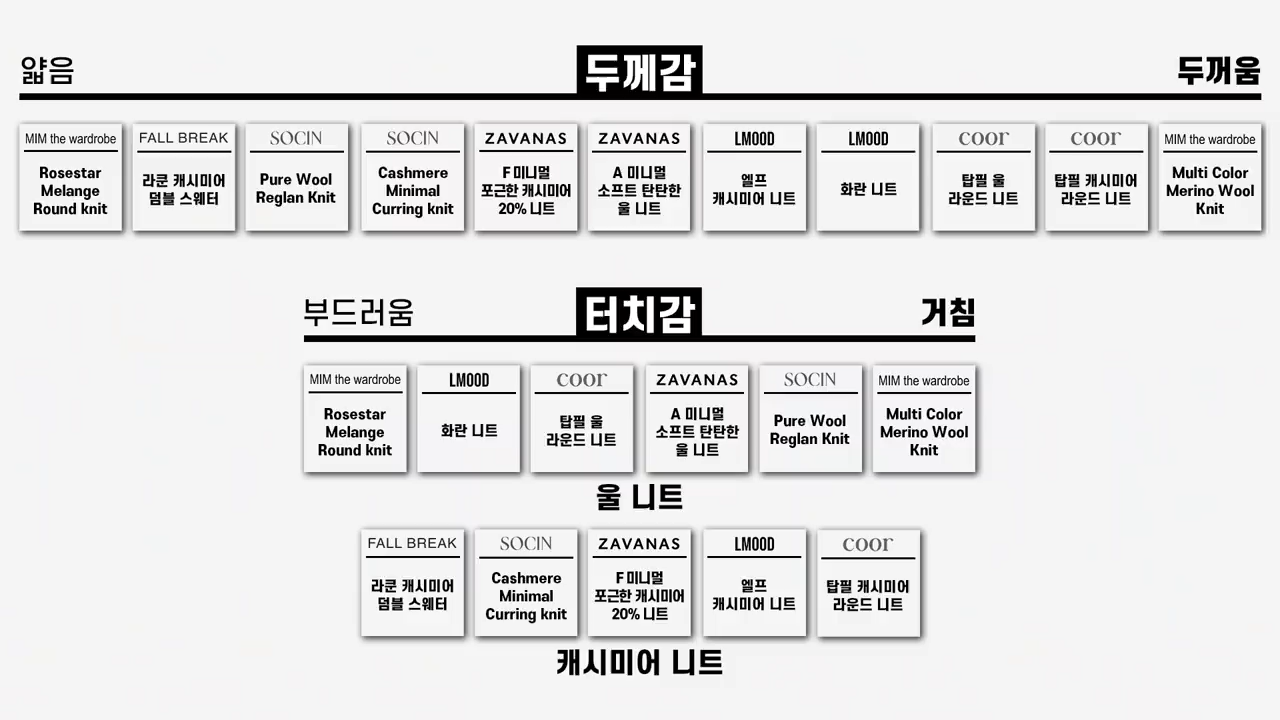 얇음
두께감
두꺼움
MIM the wardrobe
Rosestar
Melange
Round knit
FALL BREAK
라쿤 캐시미어
덤블 스웨터
SOCIN
Pure Wool
Reglan Knit
SOCIN
Cashmere
Minimal
Curring knit
ZAVANAS
F 미니멀
포근한 캐시미어
20% 니트
ZAVANAS
A 미니멀
소프트 탄탄한
울 니트
LMOOD
엘프
캐시미어 니트
LMOOD
화란 니트
coor
탑필 울
라운드 니트
coor
탑필 캐시미어
라운드 니트
MIM the wardrobe
Multi Color
Merino Wool
Knit
부드러움
터치감
거침
MIM the wardrobe
Rosestar
Melange
Round knit
LMOOD
화란 니트
coor
탑필 울
라운드 니트
ZAVANAS
A 미니멀
소프트 탄탄한
울 니트
SOCIN
Pure Wool
Reglan Knit
MIM the wardrobe
Multi Color
Merino Wool
Knit
울 니트
FALL BREAK
라쿤 캐시미어
덤블 스웨터
SOCIN
Cashmere
Minimal
Curring knit
ZAVANAS
F 미니멀
포근한 캐시미어
20% 니트
LMOOD
엘프
캐시미어 니트
coor
탑필 캐시미어
라운드 니트
캐시미어 니트